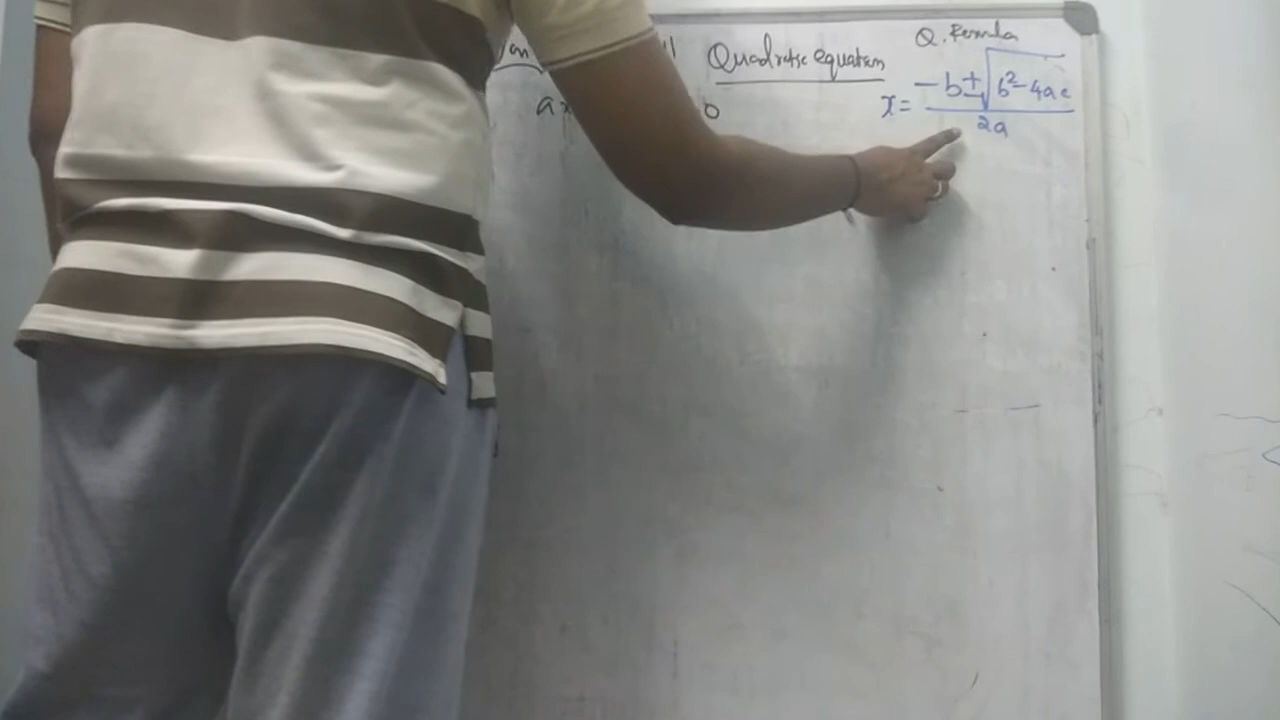 Quadratic equation
Q. Formula
a
0
x = -b±√b²-4ac
2a